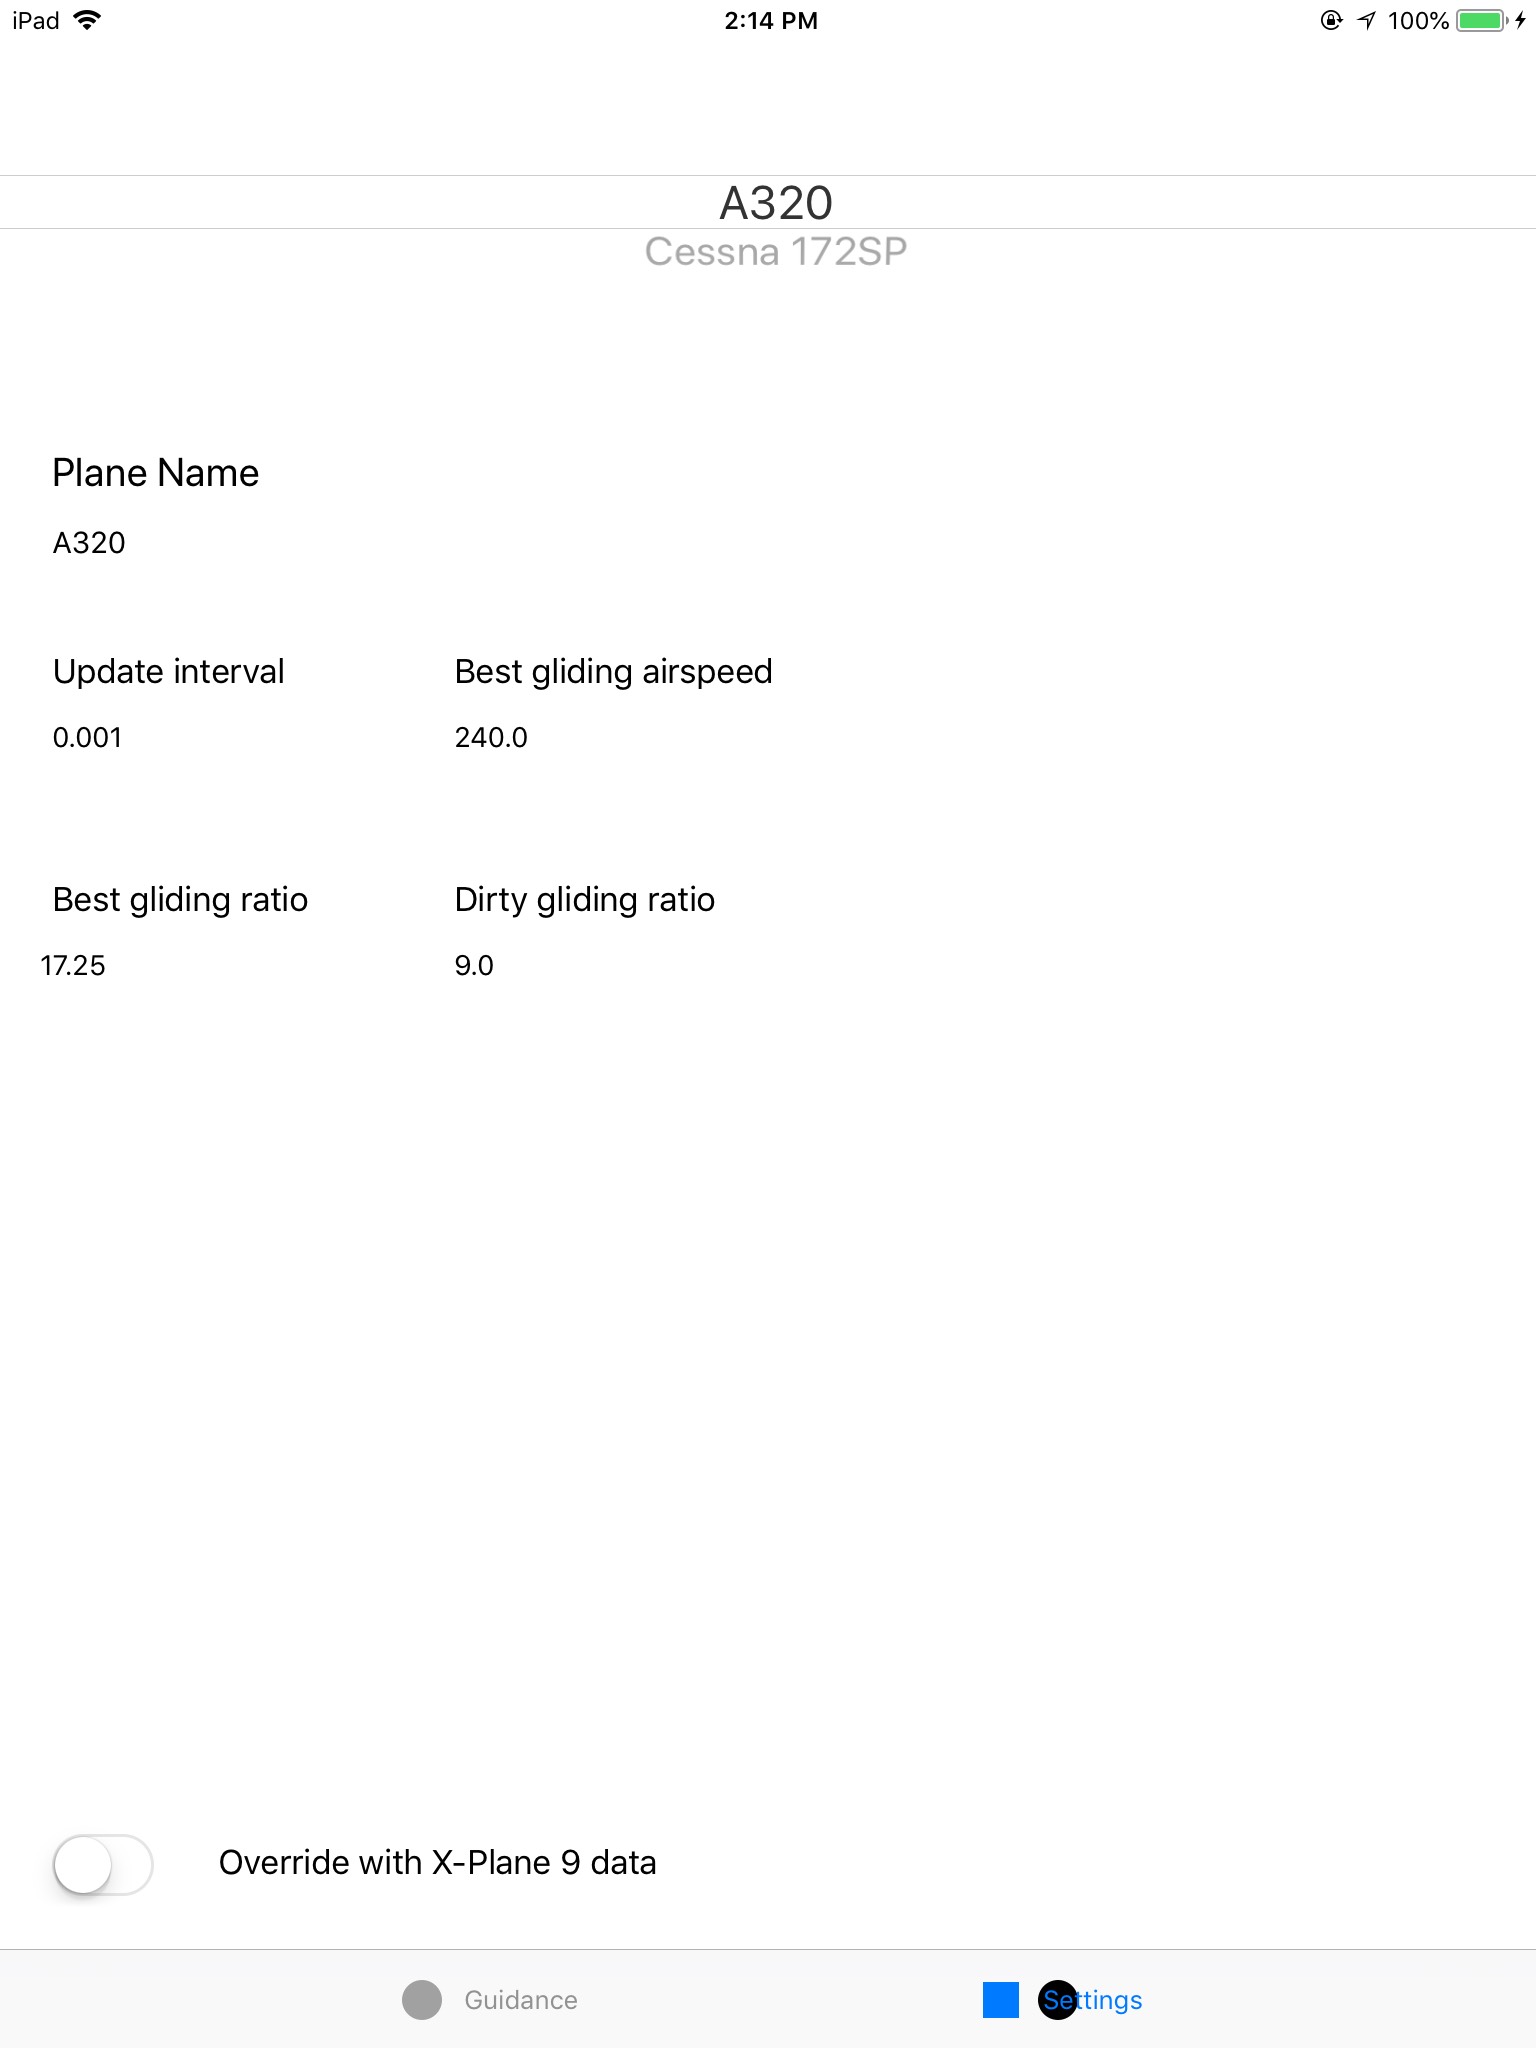 iPad 2:14 PM 100%
A320
Cessna 172SP
Plane Name
A320
Update interval Best gliding airspeed
0.001 240.0
Best gliding ratio Dirty gliding ratio
17.25 9.0
Override with X-Plane 9 data
Guidance Settings